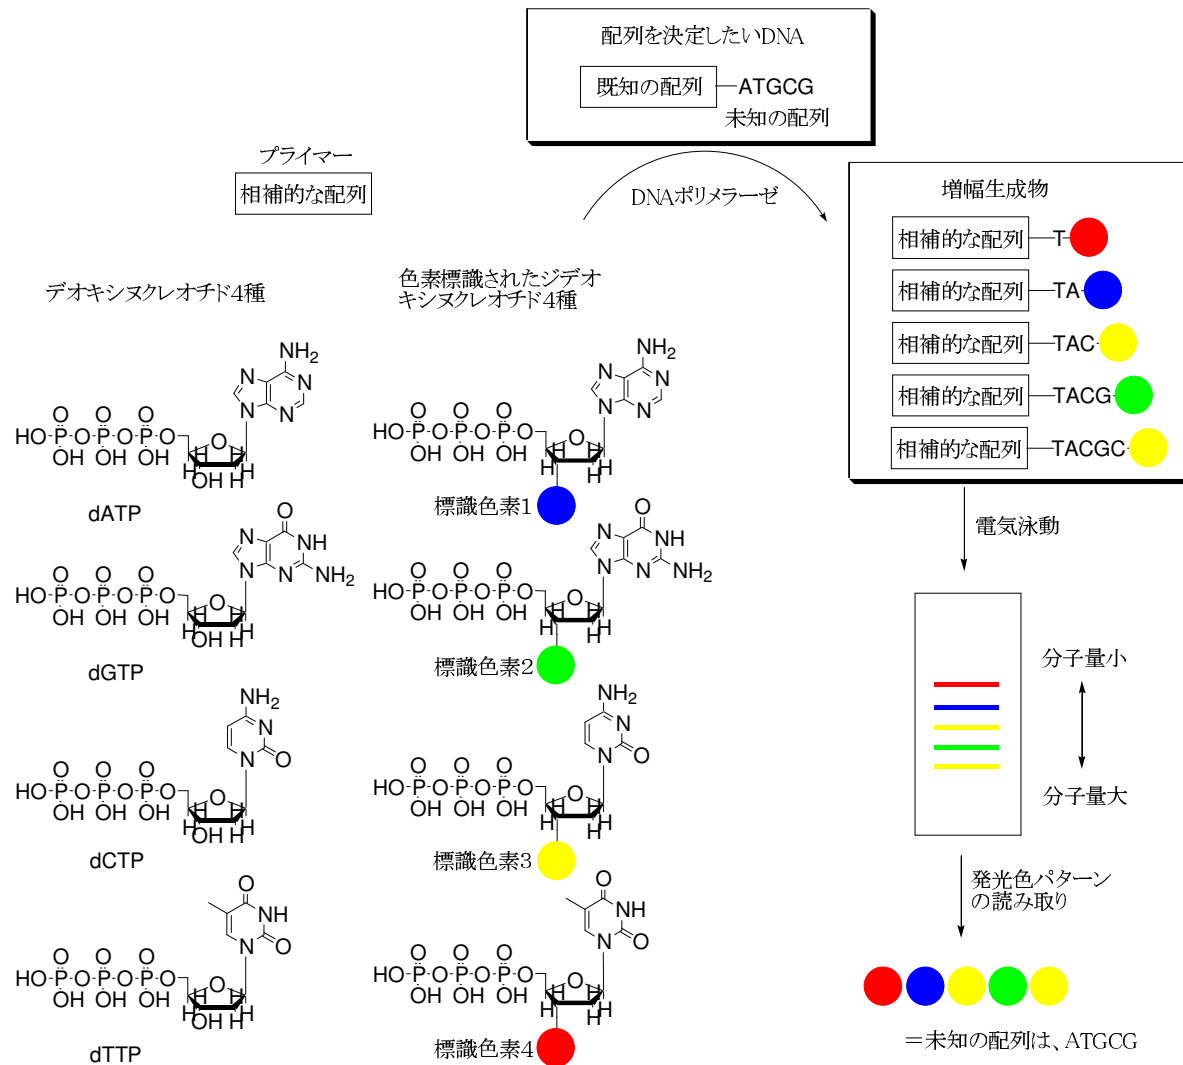 配列を決定したいDNA
既知の配列 ATGCG
未知の配列
プライマー
相補的な配列
DNAポリメラーゼ
デオキシヌクレオチド4種
色素標識されたジデオ
キシヌクレオチド4種
NH2
N
N
N
N
O O O
HO-P-O-P-O-P-O
OH OH OH
O
H H
OH H
dATP
NH2
N
N
N
N
O O O
HO-P-O-P-O-P-O
OH OH OH
O
H H
H
標識色素1
O
N
NH
N
N
NH2
O O O
HO-P-O-P-O-P-O
OH OH OH
O
H H
OH H
dGTP
O
N
NH
N
N
NH2
O O O
HO-P-O-P-O-P-O
OH OH OH
O
H H
H
標識色素2
NH2
N
N
O
O O O
HO-P-O-P-O-P-O
OH OH OH
O
H H
OH H
dCTP
NH2
N
N
O
O O O
HO-P-O-P-O-P-O
OH OH OH
O
H H
H
標識色素3
O
NH
N
O
O O O
HO-P-O-P-O-P-O
OH OH OH
O
H H
OH H
dTTP
O
NH
N
O
O O O
HO-P-O-P-O-P-O
OH OH OH
O
H H
H
標識色素4
増幅生成物
相補的な配列 T
相補的な配列 TA
相補的な配列 TAC
相補的な配列 TACG
相補的な配列 TACGC
電気泳動
分子量小
分子量大
発光色パターン
の読み取り
＝未知の配列は、ATGCG